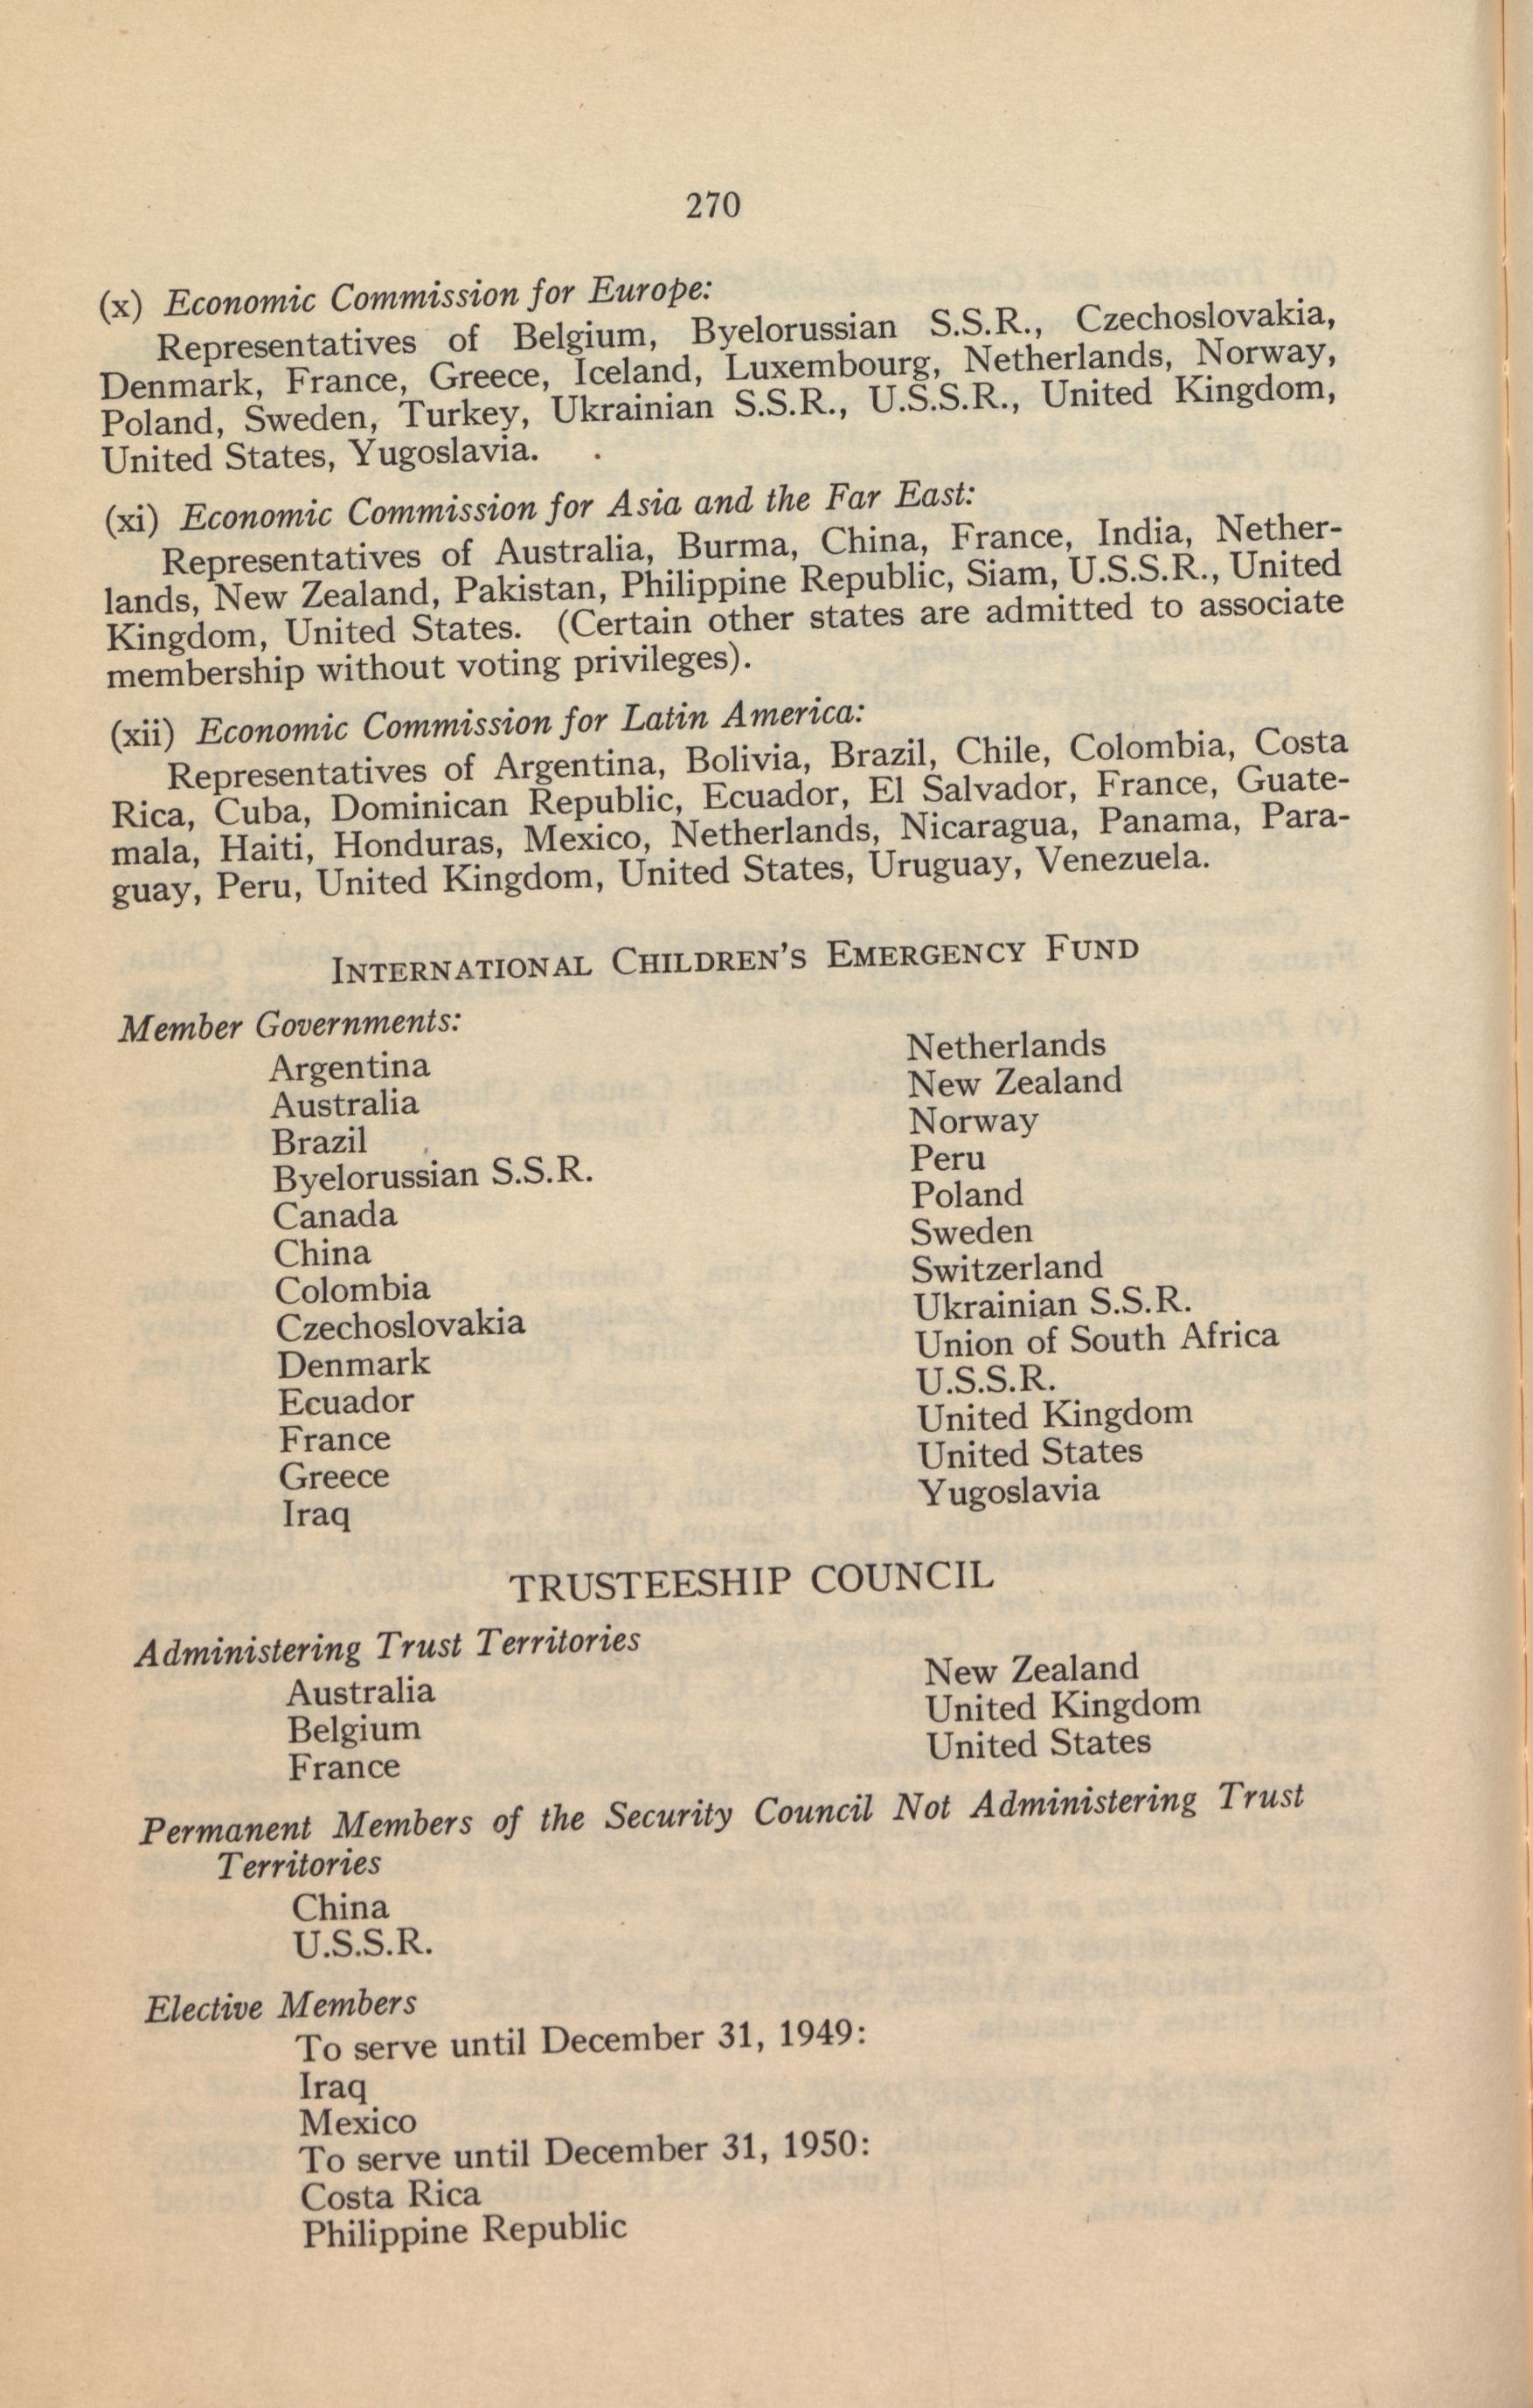 270
(x) Economic Commission for Europe:
Representatives of Belgium, Byelorussian S.S.R., Czechoslovakia,
Denmark, France, Greece, Iceland, Luxembourg, Netherlands, Norway,
Poland, Sweden, Turkey, Ukrainian S.S.R., U.S.S.R., United Kingdom,
United States, Yugoslavia.
(xi) Economic Commission for Asia and the Far East:
Representatives of Australia, Burma, China, France, India, Nether-
lands, New Zealand, Pakistan, Philippine Republic, Siam, U.S.S.R., United
Kingdom, United States. (Certain other states are admitted to associate
membership without voting privileges).
(xii) Economic Commission for Latin America:
Representatives of Argentina, Bolivia, Brazil, Chile, Colombia, Costa
Rica, Cuba, Dominican Republic, Ecuador, El Salvador, France, Guate-
mala, Haiti, Honduras, Mexico, Netherlands, Nicaragua, Panama, Para-
guay, Peru, United Kingdom, United States, Uruguay, Venezuela.
INTERNATIONAL CHILDREN'S EMERGENCY FUND
Member Governments:
Argentina
Australia
Brazil
Byelorussian S.S.R.
Canada
China
Colombia
Czechoslovakia
Denmark
Ecuador
France
Greece
Iraq
Netherlands
New Zealand
Norway
Peru
Poland
Sweden
Switzerland
Ukrainian S.S.R.
Union of South Africa
U.S.S.R.
United Kingdom
United States
Yugoslavia
TRUSTEESHIP COUNCIL
Administering Trust Territories
Australia
Belgium
France
New Zealand
United Kingdom
United States
Permanent Members of the Security Council Not Administering Trust
Territories
China
U.S.S.R.
Elective Members
To serve until December 31, 1949:
Iraq
Mexico
To serve until December 31, 1950:
Costa Rica
Philippine Republic